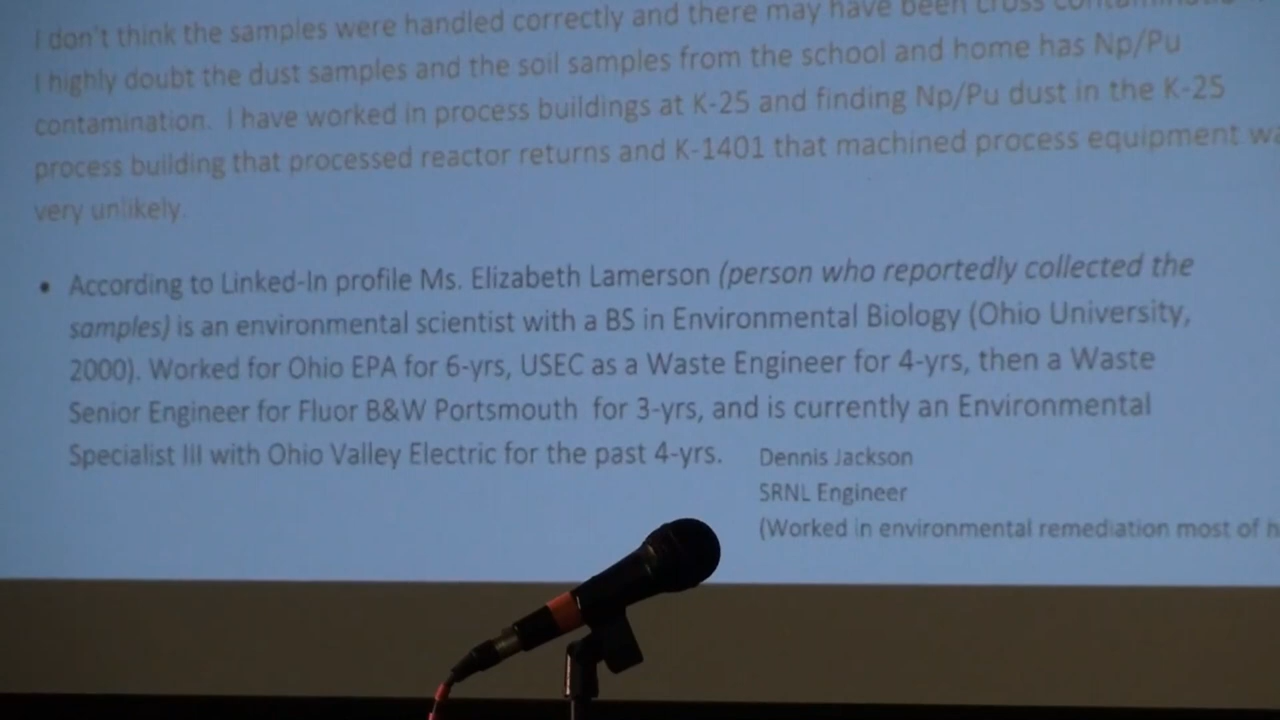 I don't think the samples were handled correctly and there may have been cross
I highly doubt the dust samples and the soil samples from the school and home has Np/Pu
contamination. I have worked in process buildings at K-25 and finding Np/Pu dust in the K-25
process building that processed reactor returns and K-1401 that machined process equipment
very unlikely.
• According to Linked-In profile Ms. Elizabeth Lamerson (person who reportedly collected the
samples) is an environmental scientist with a BS in Environmental Biology (Ohio University,
2000). Worked for Ohio EPA for 6-yrs, USEC as a Waste Engineer for 4-yrs, then a Waste
Senior Engineer for Fluor B&W Portsmouth for 3-yrs, and is currently an Environmental
Specialist III with Ohio Valley Electric for the past 4-yrs.
Dennis Jackson
SRNL Engineer
(Worked in environmental remediation most of